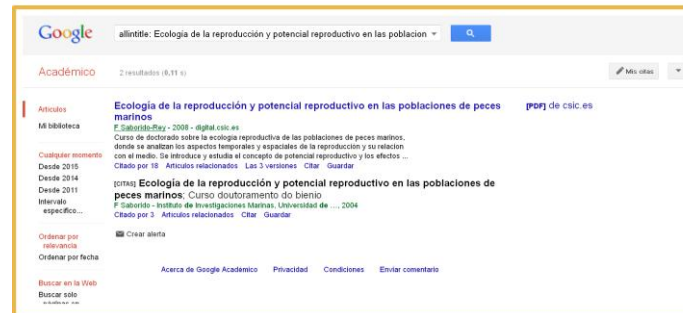 Google
allintitle: Ecología de la reproducción y potencial reproductivo en las poblacion
Académico
2 resultados (0,11 s)
Mis citas
Artículos
Mi biblioteca
Cualquier momento
Desde 2015
Desde 2014
Desde 2011
Intervalo
específico...
Ordenar por
relevancia
Ordenar por fecha
Buscar en la Web
Buscar sólo
Ecología de la reproducción y potencial reproductivo en las poblaciones de peces
marinos
F Saborido-Rey - 2008 - digital.csic.es
Curso de doctorado sobre la ecología reproductiva de las poblaciones de peces marinos,
donde se analizan los aspectos temporales y espaciales de la reproducción y su relacion
con el medio. Se introduce y estudia el concepto de potencial reproductivo y los efectos ...
Citado por 18 Artículos relacionados Las 3 versiones Citar Guardar
[PDF] de csic.es
[CITAS] Ecología de la reproducción y potencial reproductivo en las poblaciones de
peces marinos; Curso doutoramento do bienio
F Saborido - Instituto de Investigaciones Marinas, Universidad de ..., 2004
Citado por 3 Artículos relacionados Citar Guardar
Crear alerta
Acerca de Google Académico Privacidad Condiciones Enviar comentario